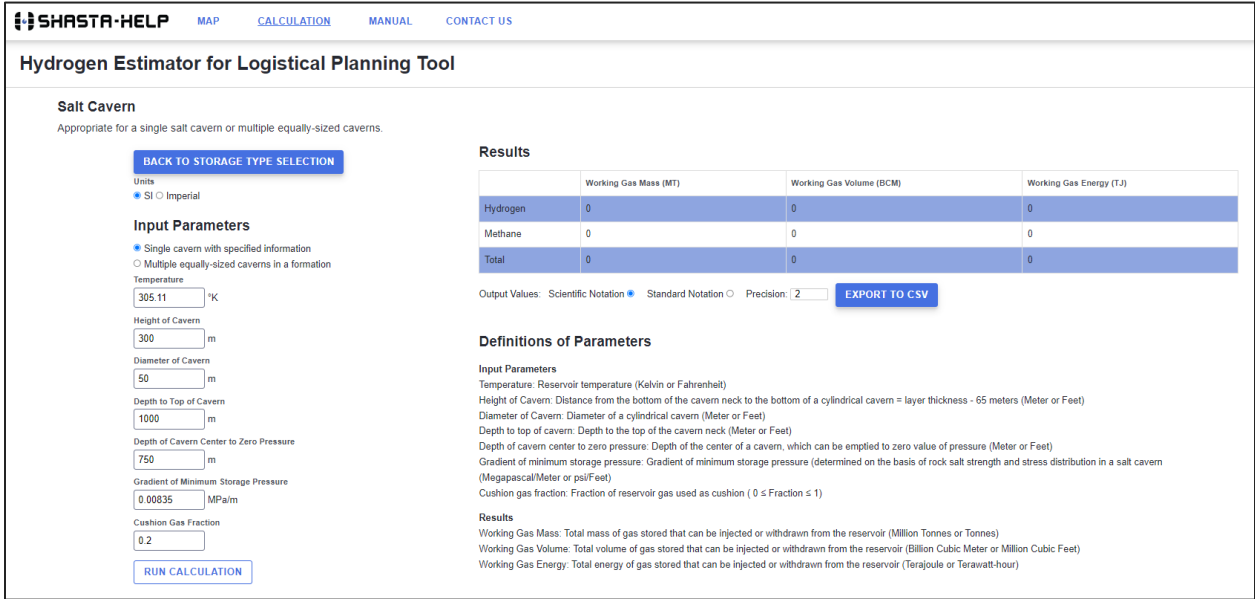 SHASTA-HELP MAP CALCULATION MANUAL CONTACT US
Hydrogen Estimator for Logistical Planning Tool
Salt Cavern
Appropriate for a single salt cavern or multiple equally-sized caverns.
BACK TO STORAGE TYPE SELECTION
Units
SI Imperial
Input Parameters
Single cavern with specified information
Multiple equally-sized caverns in a formation
Temperature
305.11 °K
Height of Cavern
300 m
Diameter of Cavern
50 m
Depth to Top of Cavern
1000 m
Depth of Cavern Center to Zero Pressure
750 m
Gradient of Minimum Storage Pressure
0.00835 MPa/m
Cushion Gas Fraction
0.2
RUN CALCULATION
Results
Working Gas Mass (MT) Working Gas Volume (BCM) Working Gas Energy (TJ)
Hydrogen 0 0 0
Methane 0 0 0
Total 0 0 0
Output Values: Scientific Notation Standard Notation Precision: 2 EXPORT TO CSV
Definitions of Parameters
Input Parameters
Temperature: Reservoir temperature (Kelvin or Fahrenheit)
Height of Cavern: Distance from the bottom of the cavern neck to the bottom of a cylindrical cavern = layer thickness - 65 meters (Meter or Feet)
Diameter of Cavern: Diameter of a cylindrical cavern (Meter or Feet)
Depth to top of cavern: Depth to the top of the cavern neck (Meter or Feet)
Depth of cavern center to zero pressure: Depth of the center of a cavern, which can be emptied to zero value of pressure (Meter or Feet)
Gradient of minimum storage pressure: Gradient of minimum storage pressure (determined on the basis of rock salt strength and stress distribution in a salt cavern
(Megapascal/Meter or psi/Feet)
Cushion gas fraction: Fraction of reservoir gas used as cushion ( 0 ≤ Fraction ≤ 1)
Results
Working Gas Mass: Total mass of gas stored that can be injected or withdrawn from the reservoir (Million Tonnes or Tonnes)
Working Gas Volume: Total volume of gas stored that can be injected or withdrawn from the reservoir (Billion Cubic Meter or Million Cubic Feet)
Working Gas Energy: Total energy of gas stored that can be injected or withdrawn from the reservoir (Terajoule or Terawatt-hour)